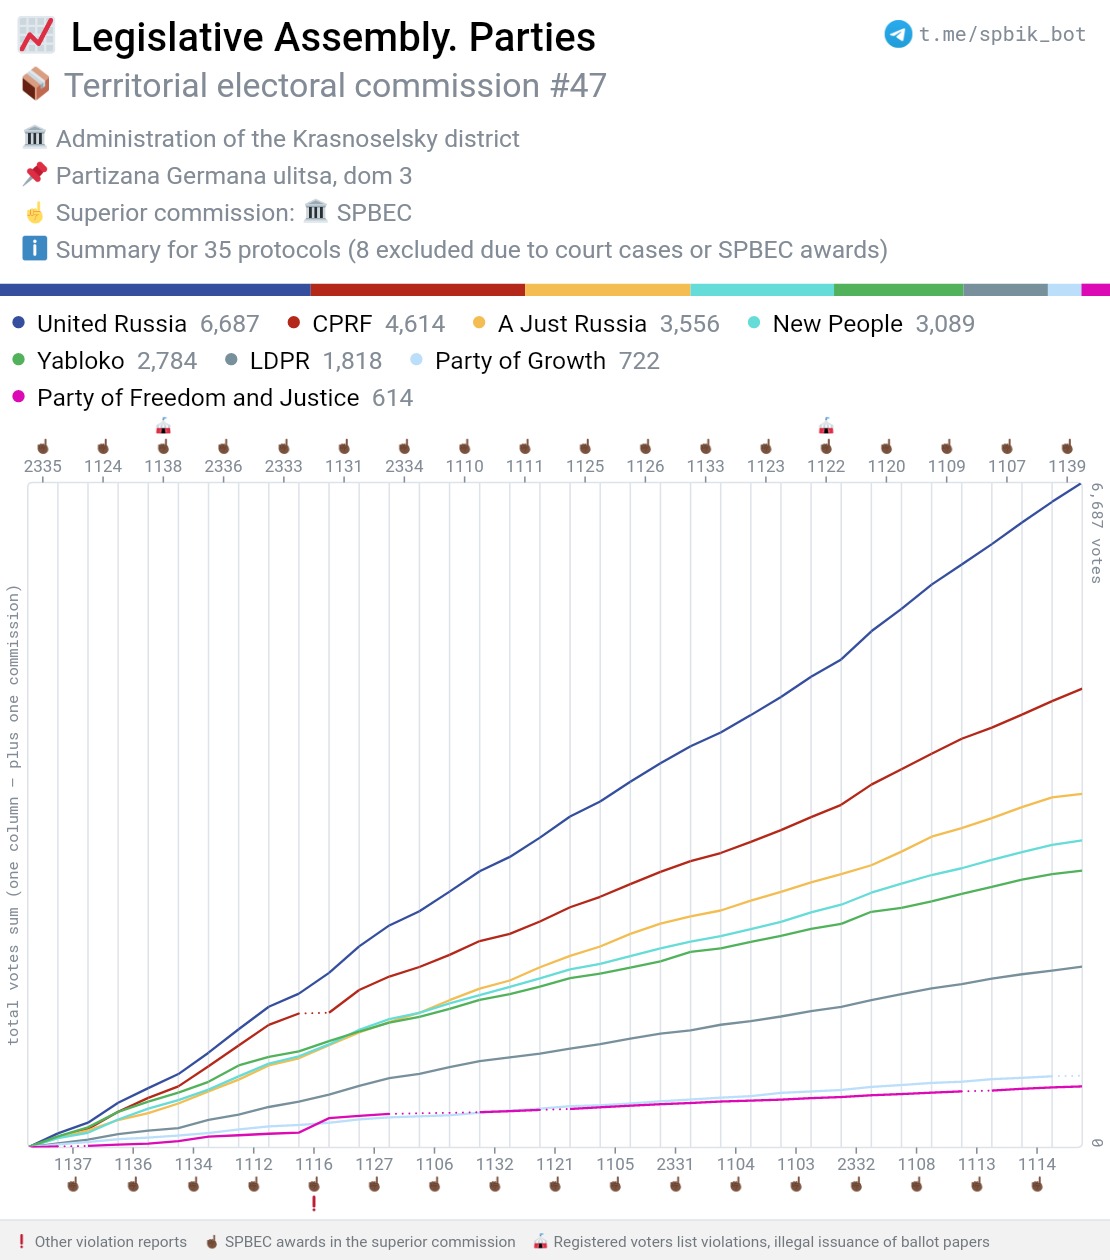 Legislative Assembly. Parties
t.me/spbik_bot
Territorial electoral commission #47
Administration of the Krasnoselsky district
Partizana Germana ulitsa, dom 3
Superior commission: SPBEC
Summary for 35 protocols (8 excluded due to court cases or SPBEC awards)
United Russia 6,687 CPRF 4,614 A Just Russia 3,556 New People 3,089
Yabloko 2,784 LDPR 1,818 Party of Growth 722
Party of Freedom and Justice 614
2335 1124 1138 2336 2333 1131 2334 1110 1111 1125 1126 1133 1123 1122 1120 1109 1107 1139
6,687 votes
total votes sum (one column – plus one commission)
0
1137 1136 1134 1112 1116 1127 1106 1132 1121 1105 2331 1104 1103 2332 1108 1113 1114
Other violation reports SPBEC awards in the superior commission Registered voters list violations, illegal issuance of ballot papers